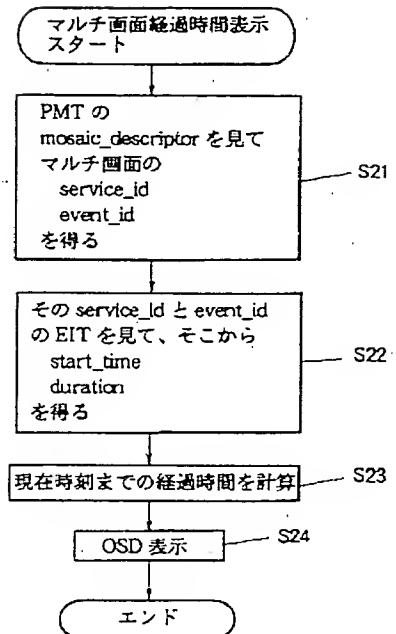 マルチ画面経過時間表示
スタート
PMT の
mosaic_descriptor を見て
マルチ画面の
service_id
event_id
を得る
S21
その service_id と event_id
の EIT を見て、そこから
start_time
duration
を得る
S22
現在時刻までの経過時間を計算
S23
OSD 表示
S24
エンド